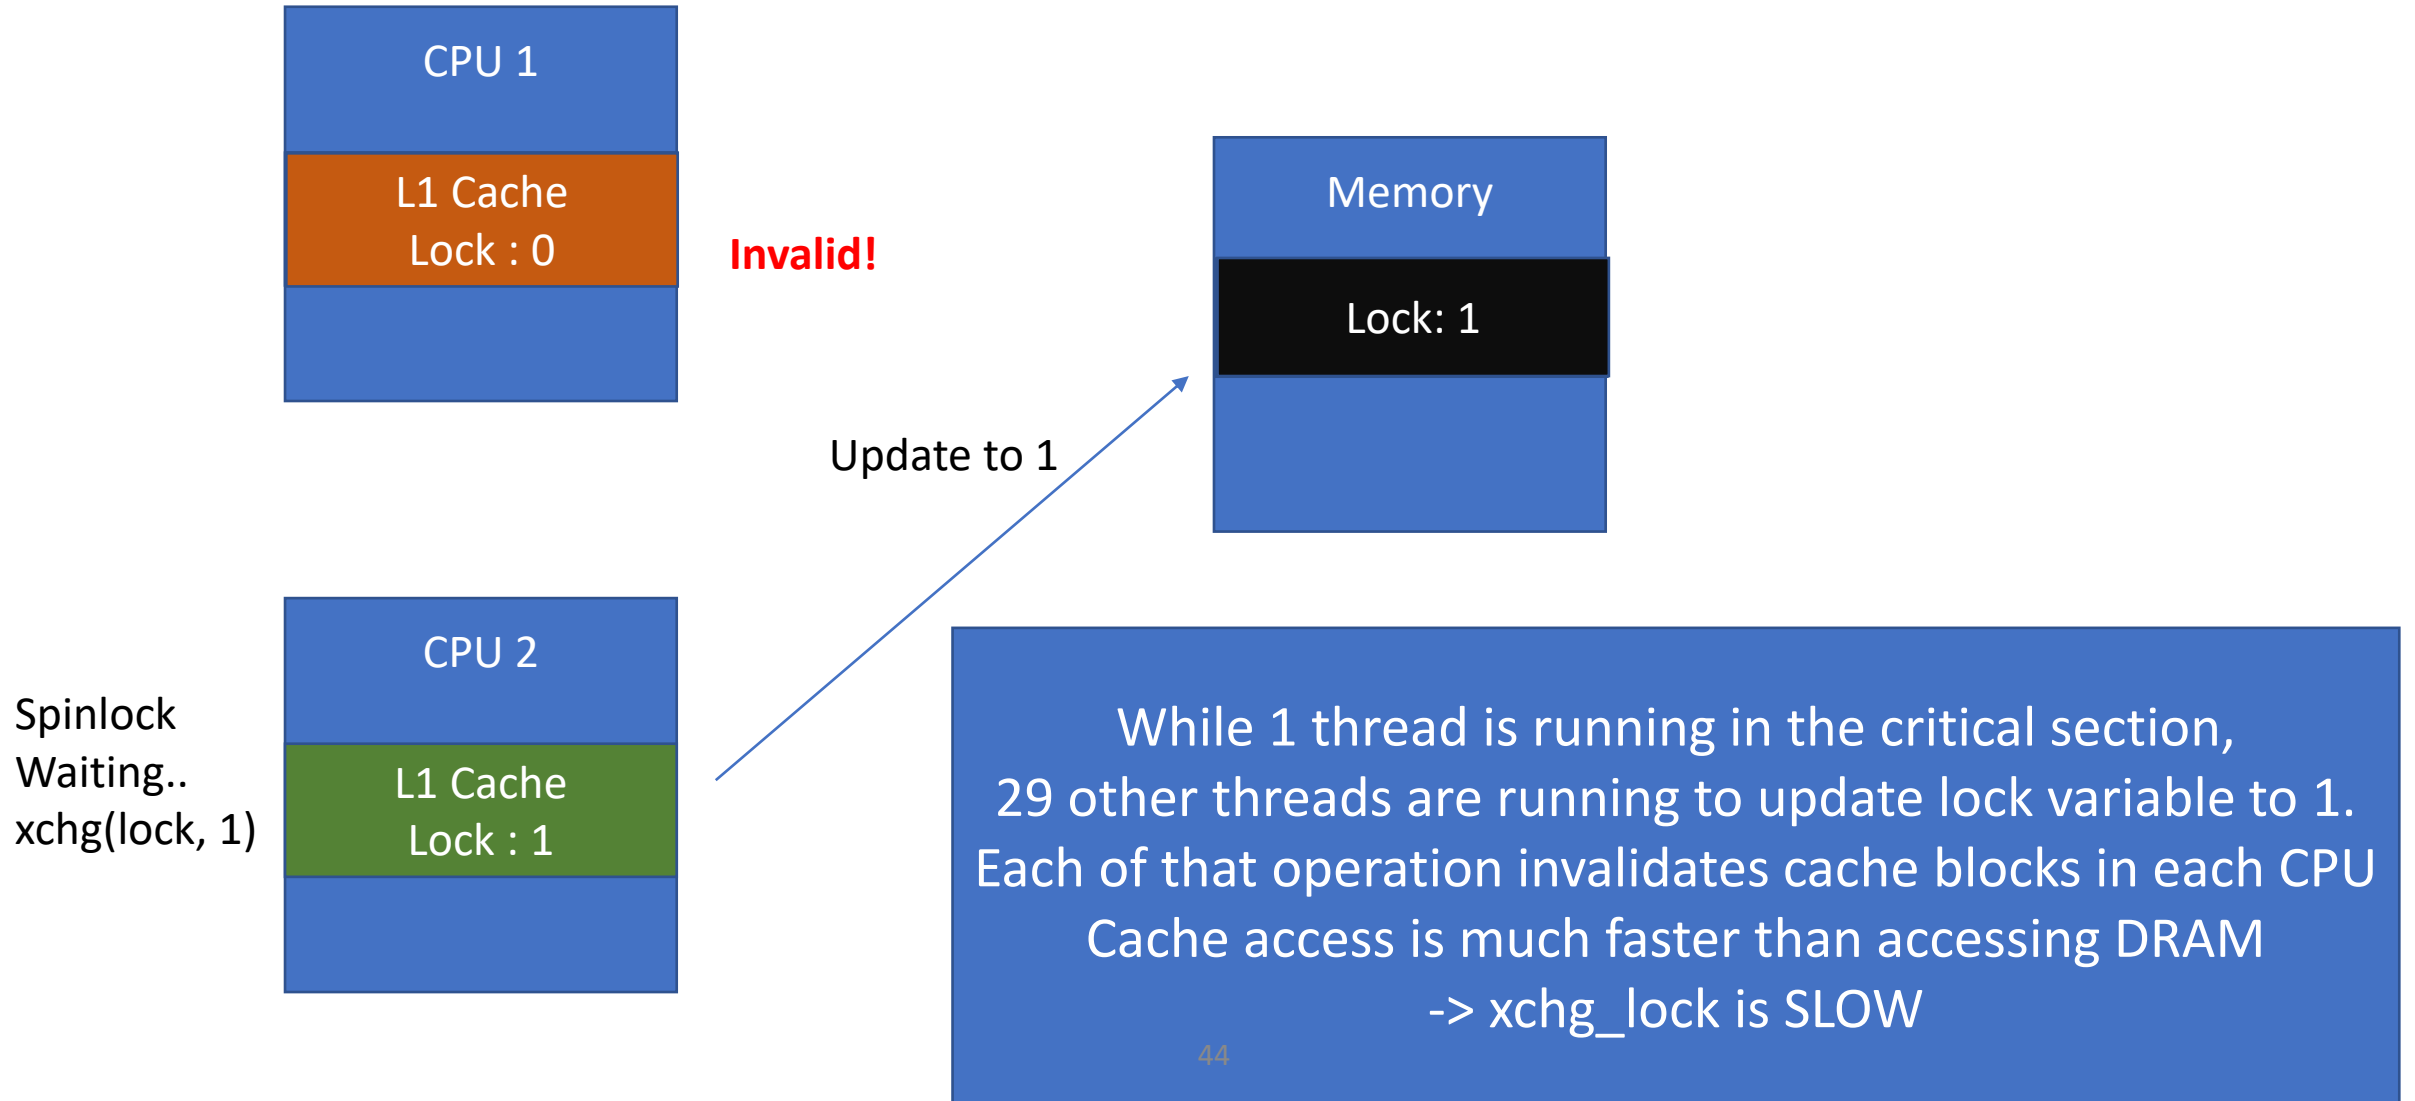 CPU 1
L1 Cache
Lock : 0
Invalid!
Memory
Lock: 1
Update to 1
CPU 2
Spinlock
Waiting..
xchg(lock, 1)
L1 Cache
Lock : 1
While 1 thread is running in the critical section,
29 other threads are running to update lock variable to 1.
Each of that operation invalidates cache blocks in each CPU
Cache access is much faster than accessing DRAM
-> xchg_lock is SLOW
44